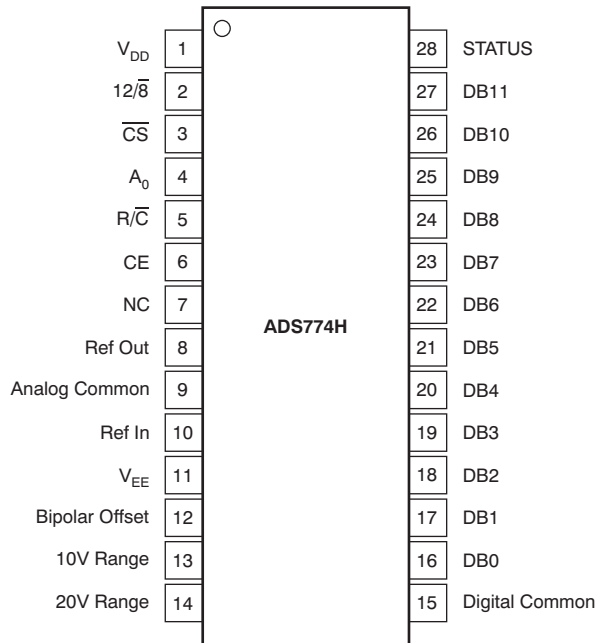 V_DD 1 28 STATUS
12/8̅ 2 27 DB11
C̅S̅ 3 26 DB10
A_0 4 25 DB9
R/C̅ 5 24 DB8
CE 6 23 DB7
NC 7 22 DB6
ADS774H
Ref Out 8 21 DB5
Analog Common 9 20 DB4
Ref In 10 19 DB3
V_EE 11 18 DB2
Bipolar Offset 12 17 DB1
10V Range 13 16 DB0
20V Range 14 15 Digital Common